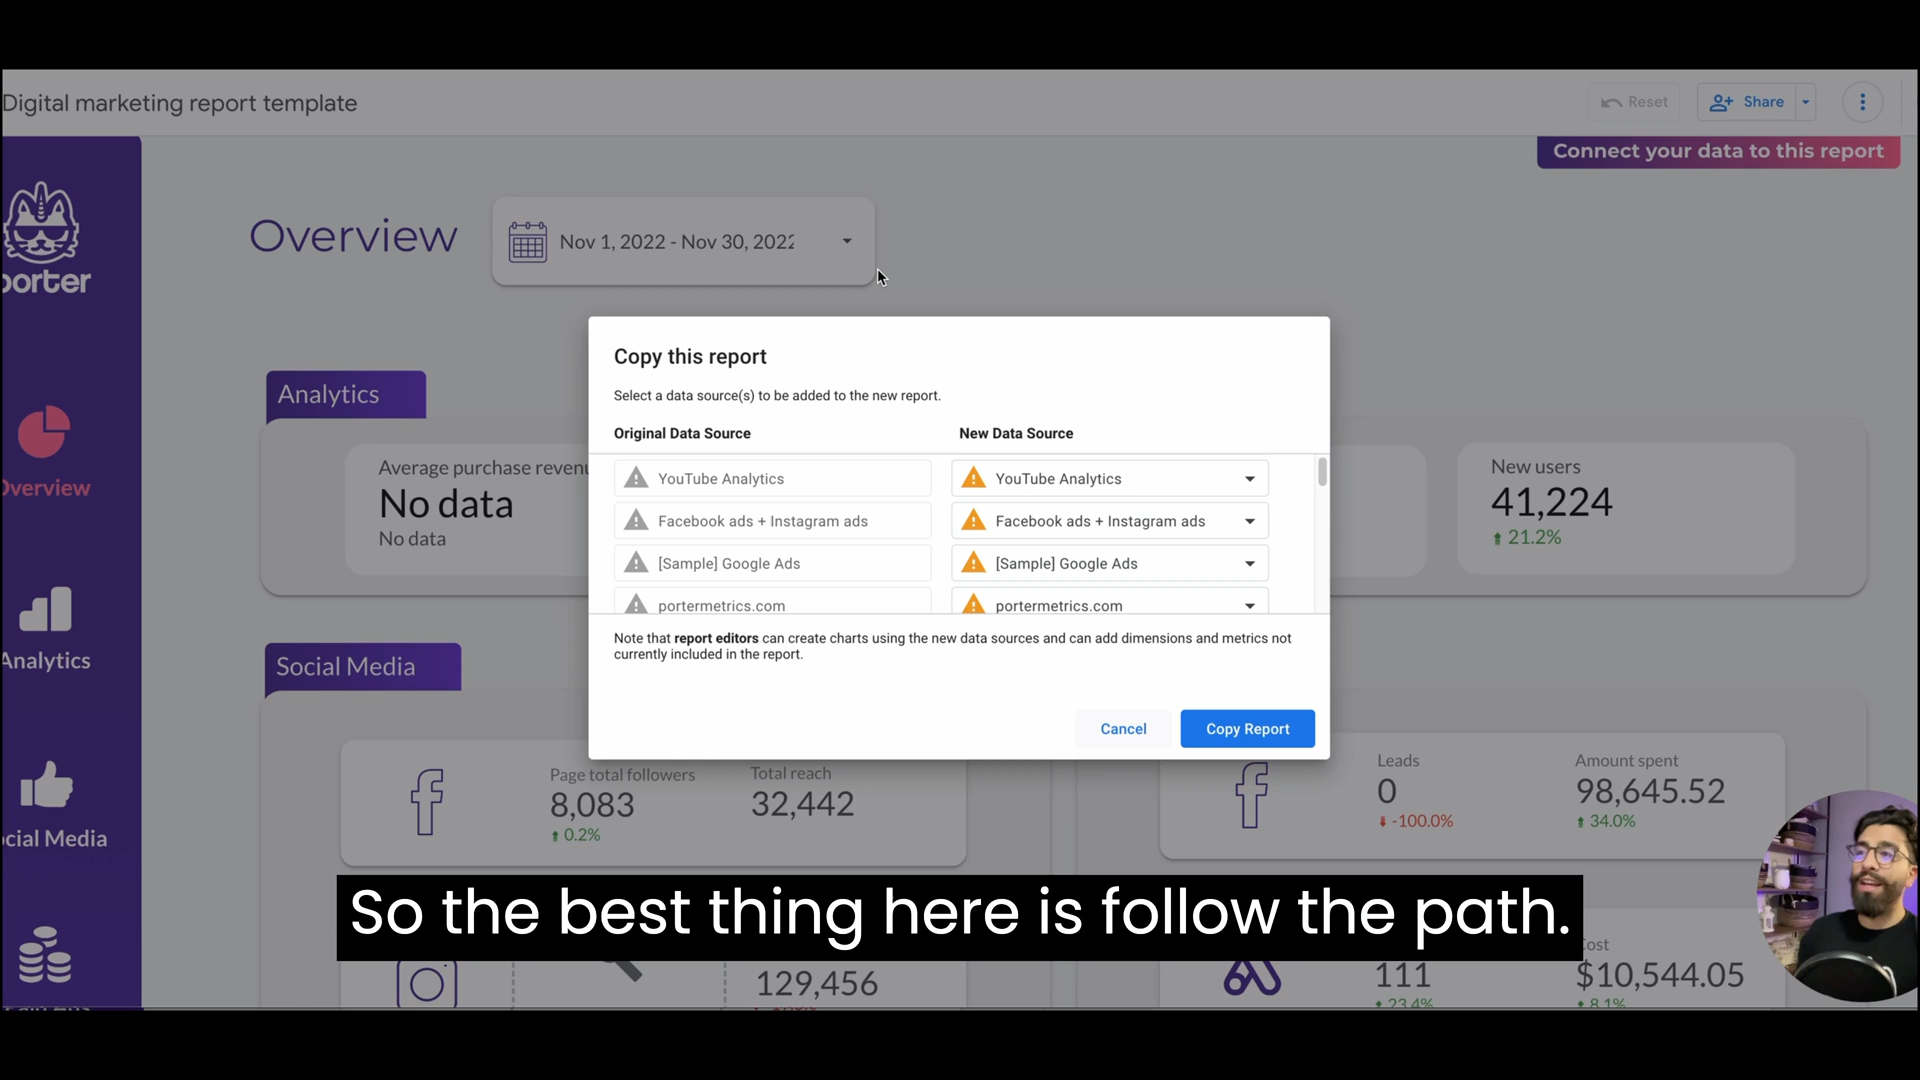 Digital marketing report template
Reset
Share
Connect your data to this report
porter
Overview
Nov 1, 2022 - Nov 30, 2022
Analytics
Average purchase revenu
No data
No data
New users
41,224
21.2%
Overview
Analytics
Social Media
Copy this report
Select a data source(s) to be added to the new report.
Original Data Source
New Data Source
YouTube Analytics
YouTube Analytics
Facebook ads + Instagram ads
Facebook ads + Instagram ads
[Sample] Google Ads
[Sample] Google Ads
portermetrics.com
portermetrics.com
Note that report editors can create charts using the new data sources and can add dimensions and metrics not
currently included in the report.
Cancel
Copy Report
Social Media
Page total followers
8,083
0.2%
Total reach
32,442
Leads
0
-100.0%
Amount spent
98,645.52
34.0%
So the best thing here is follow the path.
129,456
111
23.4%
Cost
$10,544.05
8.1%